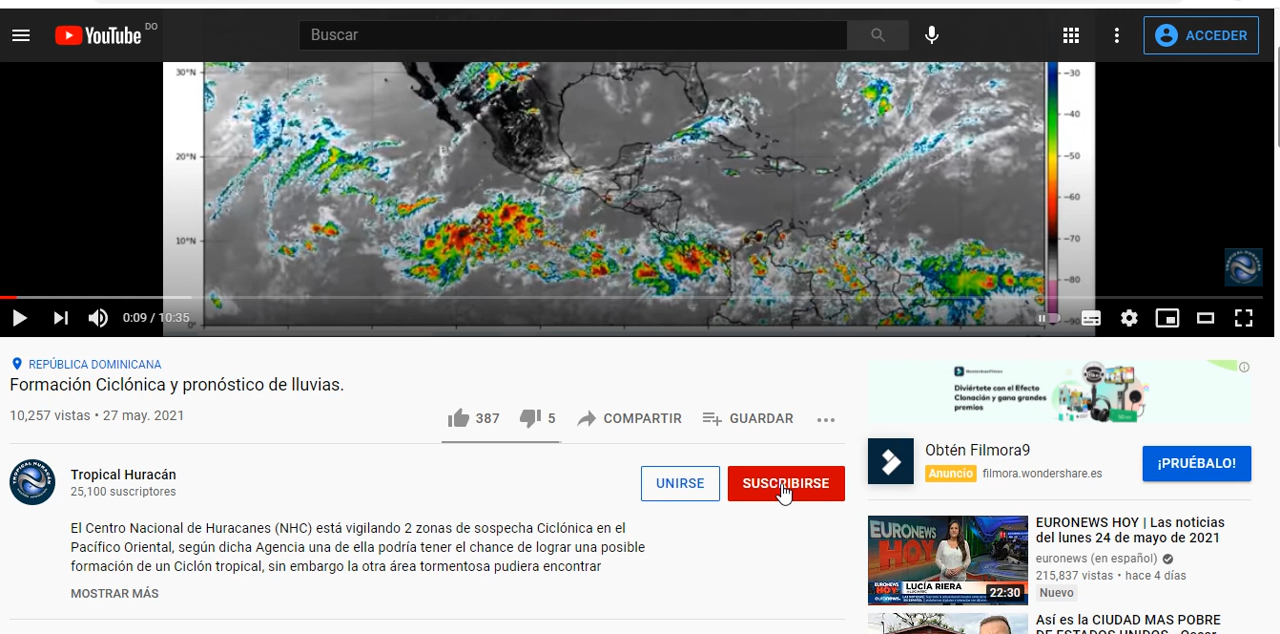 YouTube DO
Buscar
ACCEDER
30°N
20°N
10°N
0°
-30
-40
-50
-60
-70
-80
-90
0:09 / 10:35
REPÚBLICA DOMINICANA
Formación Ciclónica y pronóstico de lluvias.
10,257 vistas • 27 may. 2021
387
5
COMPARTIR
GUARDAR
Tropical Huracán
25,100 suscriptores
UNIRSE
SUSCRIBIRSE
El Centro Nacional de Huracanes (NHC) está vigilando 2 zonas de sospecha Ciclónica en el
Pacífico Oriental, según dicha Agencia una de ella podría tener el chance de lograr una posible
formación de un Ciclón tropical, sin embargo la otra área tormentosa pudiera encontrar
MOSTRAR MÁS
Diviértete con el Efecto
Clonación y gana grandes
premios
Obtén Filmora9
Anuncio filmora.wondershare.es
¡PRUÉBALO!
EURONEWS
HOY
LUCÍA RIERA
22:30
EURONEWS HOY | Las noticias
del lunes 24 de mayo de 2021
euronews (en español)
215,837 vistas • hace 4 días
Nuevo
Así es la CIUDAD MAS POBRE
DE ESTADOS UNIDOS